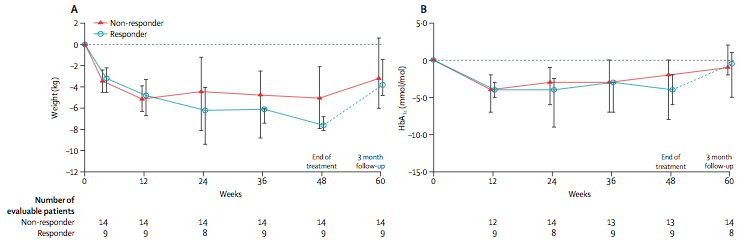 A
B
Non-responder
Responder
Weight (kg)
2
0
−2
−4
−6
−8
−10
−12
End of
treatment
3 month
follow-up
0
12
24
36
48
60
Weeks
HbA1c (mmol/mol)
5·0
0
−5·0
−10·0
−15·0
End of
treatment
3 month
follow-up
0
12
24
36
48
60
Weeks
Number of
evaluable patients
Non-responder 14 14 14 14 14 14 12 14 13 13 14
Responder 9 9 8 9 9 9 9 8 9 9 8